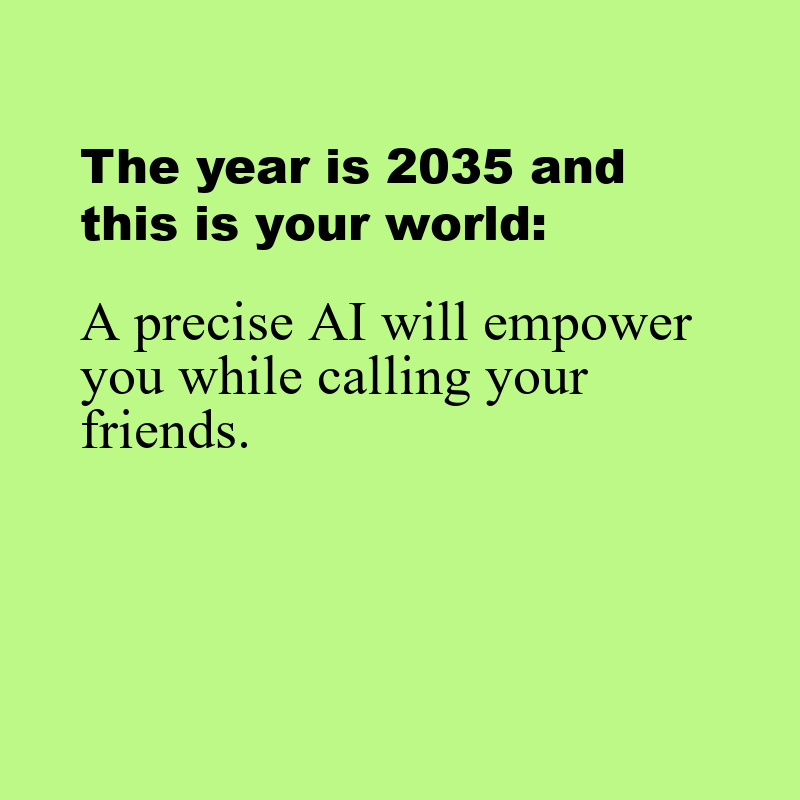 The year is 2035 and
this is your world:
A precise AI will empower
you while calling your
friends.